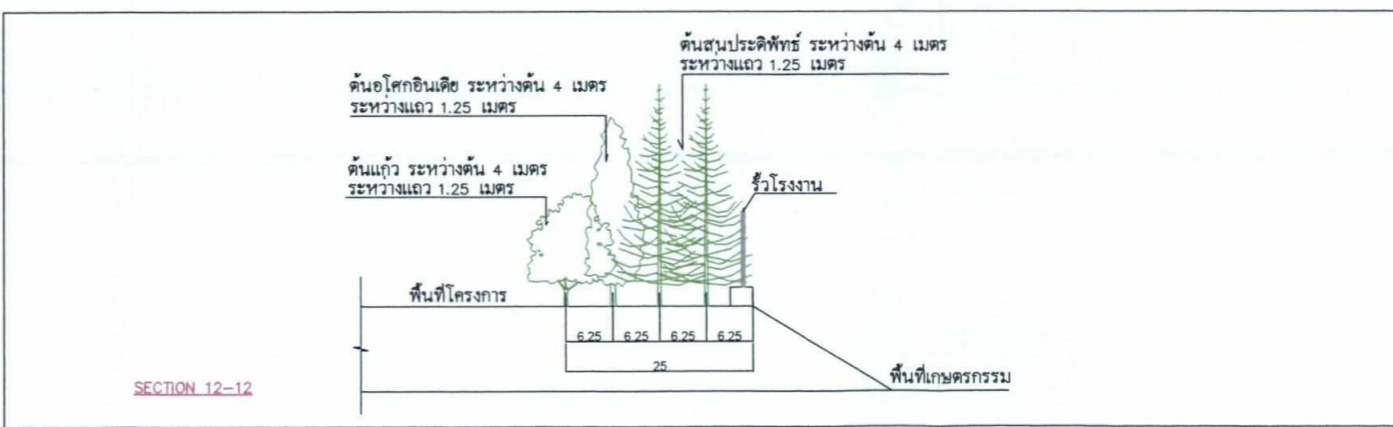 ต้นสนประดิพัทธ์ ระหว่างต้น 4 เมตร
ระหว่างแถว 1.25 เมตร
ต้นอโศกอินเดีย ระหว่างต้น 4 เมตร
ระหว่างแถว 1.25 เมตร
ต้นแก้ว ระหว่างต้น 4 เมตร
ระหว่างแถว 1.25 เมตร
รั้วโรงงาน
พื้นที่โครงการ
6.25 6.25 6.25 6.25
25
พื้นที่เกษตรกรรม
SECTION 12-12